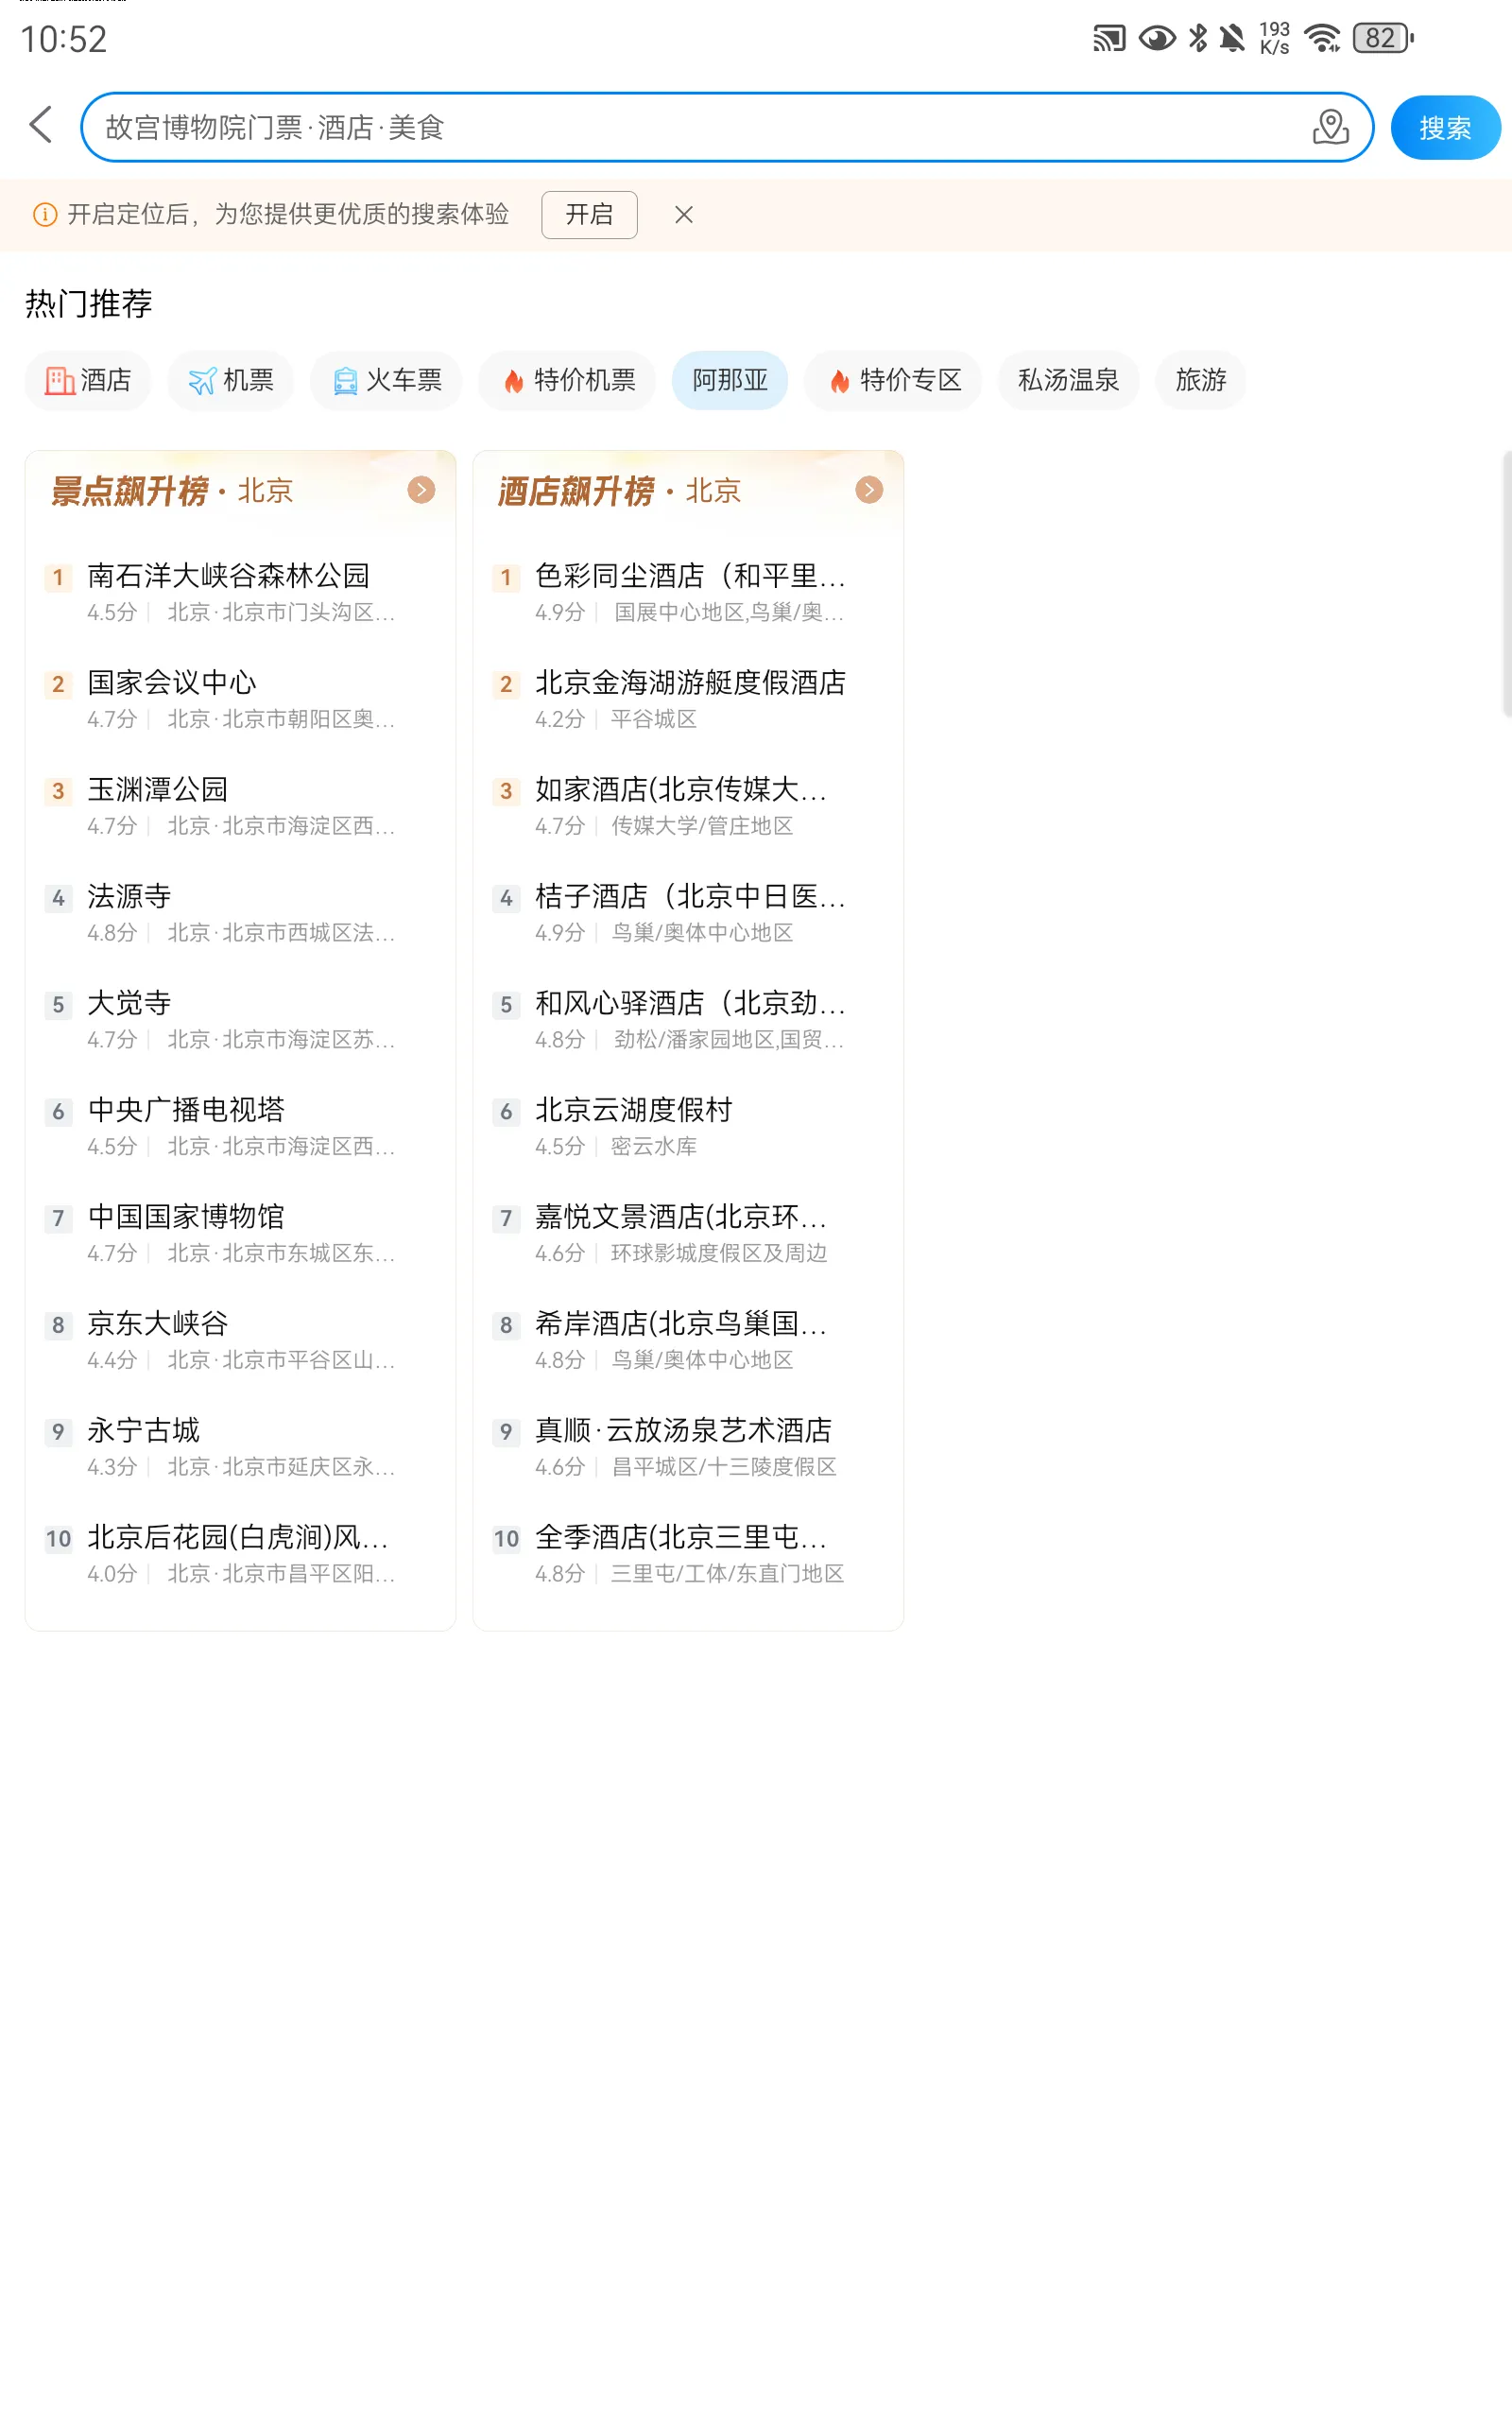 10:52
193
K/s
82
故宫博物院门票·酒店·美食
搜索
开启定位后，为您提供更优质的搜索体验
开启
热门推荐
酒店
机票
火车票
特价机票
阿那亚
特价专区
私汤温泉
旅游
景点飙升榜·北京
1 南石洋大峡谷森林公园
4.5分 北京·北京市门头沟区...
2 国家会议中心
4.7分 北京·北京市朝阳区奥...
3 玉渊潭公园
4.7分 北京·北京市海淀区西...
4 法源寺
4.8分 北京·北京市西城区法...
5 大觉寺
4.7分 北京·北京市海淀区苏...
6 中央广播电视塔
4.5分 北京·北京市海淀区西...
7 中国国家博物馆
4.7分 北京·北京市东城区东...
8 京东大峡谷
4.4分 北京·北京市平谷区山...
9 永宁古城
4.3分 北京·北京市延庆区永...
10 北京后花园(白虎涧)风...
4.0分 北京·北京市昌平区阳...
酒店飙升榜·北京
1 色彩同尘酒店（和平里...
4.9分 国展中心地区,鸟巢/奥...
2 北京金海湖游艇度假酒店
4.2分 平谷城区
3 如家酒店(北京传媒大...
4.7分 传媒大学/管庄地区
4 桔子酒店（北京中日医...
4.9分 鸟巢/奥体中心地区
5 和风心驿酒店（北京劲...
4.8分 劲松/潘家园地区,国贸...
6 北京云湖度假村
4.5分 密云水库
7 嘉悦文景酒店(北京环...
4.6分 环球影城度假区及周边
8 希岸酒店(北京鸟巢国...
4.8分 鸟巢/奥体中心地区
9 真顺·云放汤泉艺术酒店
4.6分 昌平城区/十三陵度假区
10 全季酒店(北京三里屯...
4.8分 三里屯/工体/东直门地区